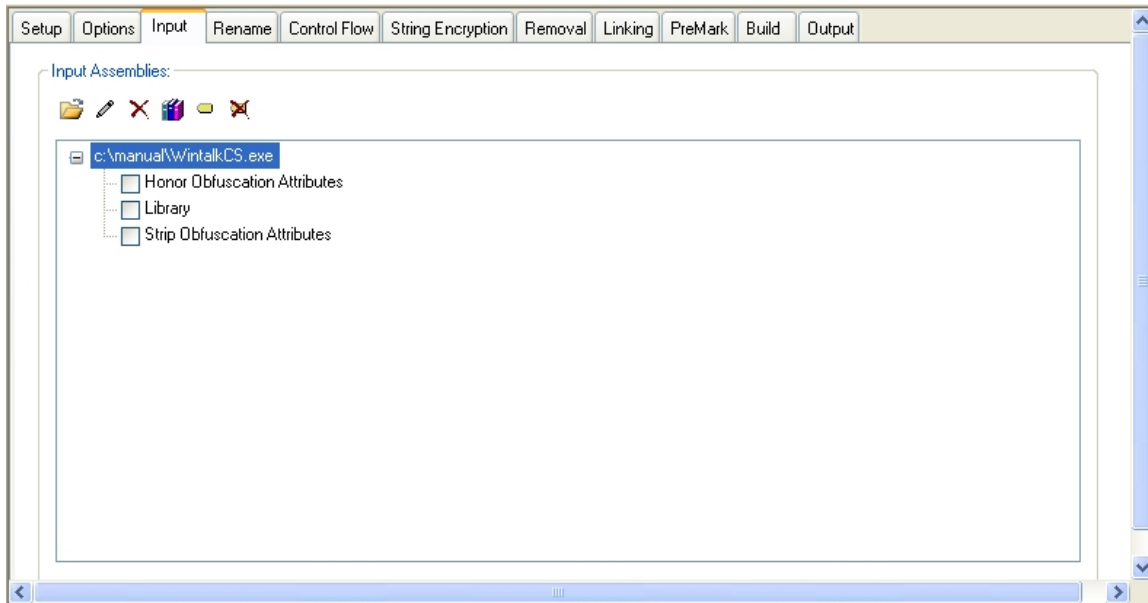 Setup Options Input Rename Control Flow String Encryption Removal Linking PreMark Build Output
Input Assemblies:
c:\manual\WintalkCS.exe
Honor Obfuscation Attributes
Library
Strip Obfuscation Attributes